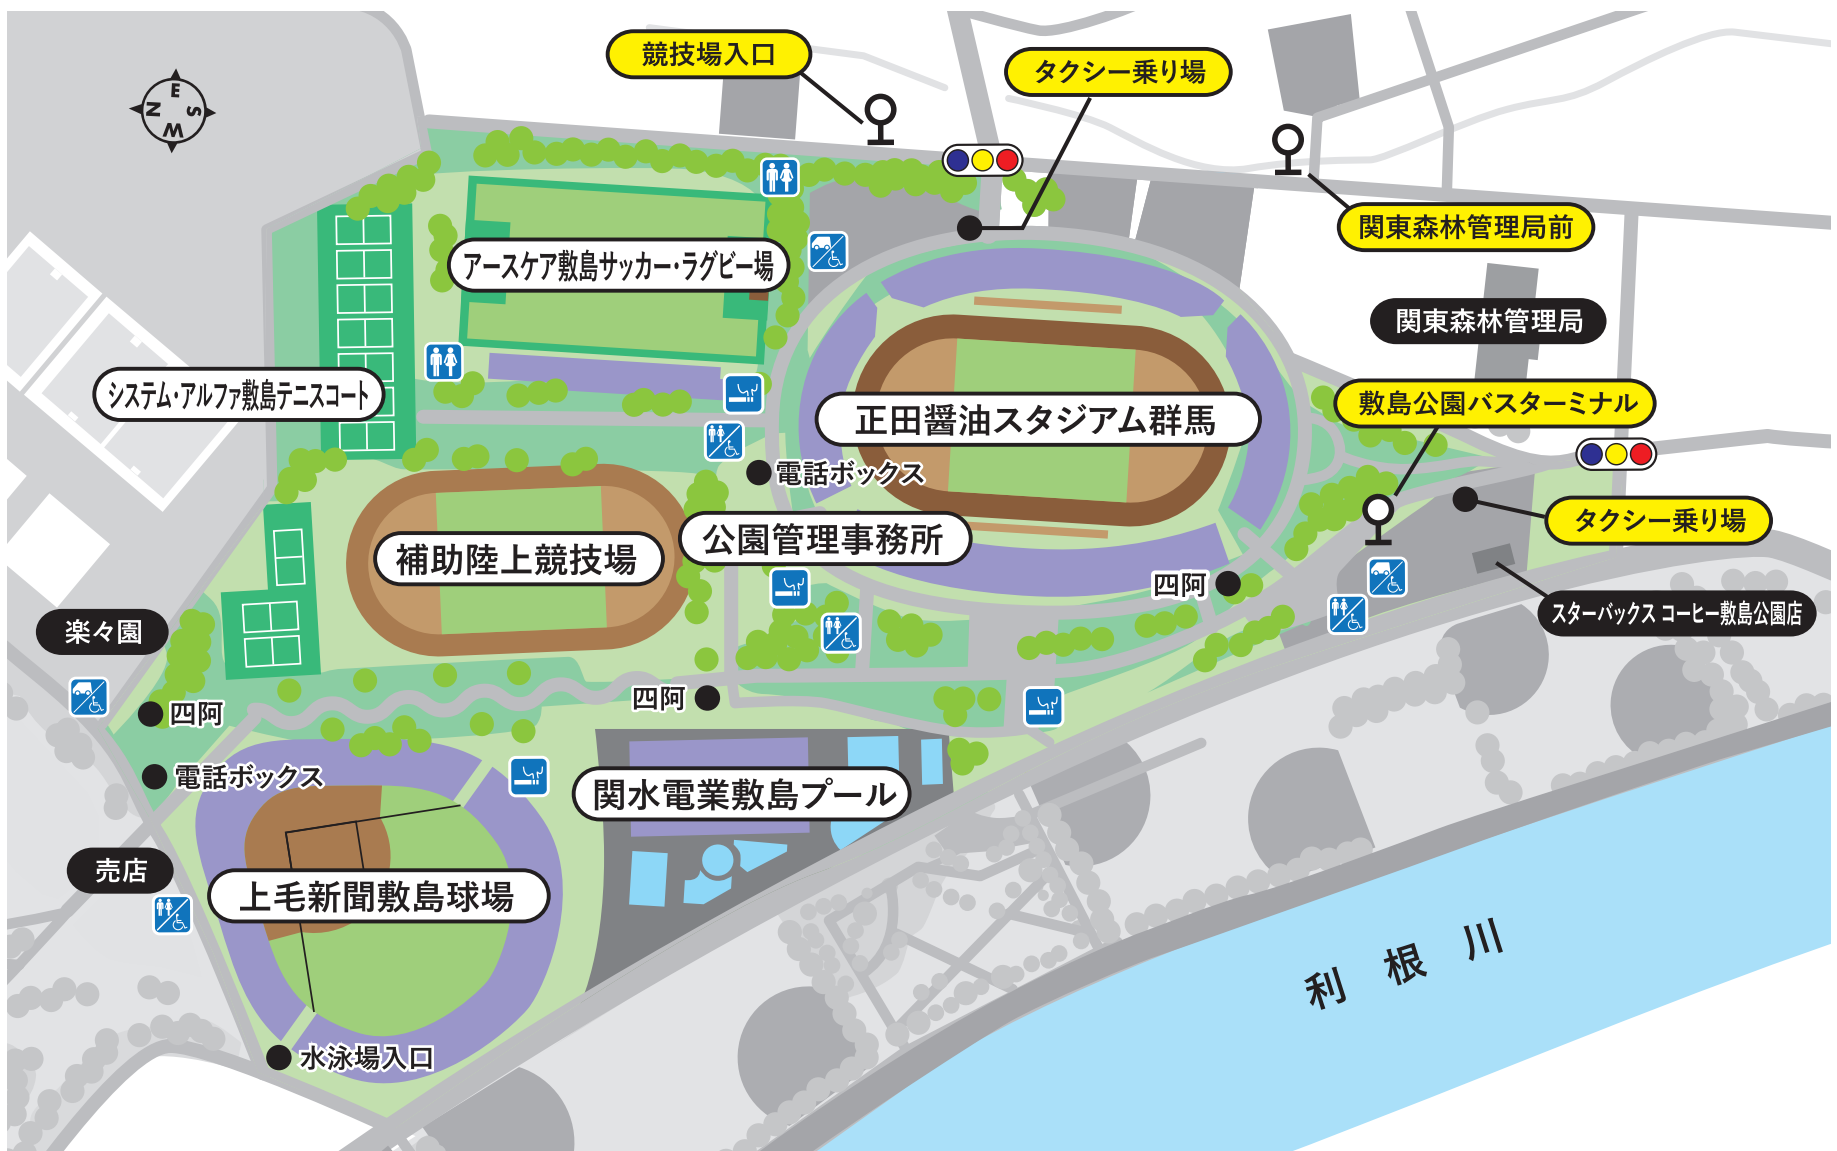 競技場入口
タクシー乗り場
E
N
S
W
関東森林管理局前
アースケア敷島サッカー・ラグビー場
関東森林管理局
システム・アルファ敷島テニスコート
敷島公園バスターミナル
正田醤油スタジアム群馬
電話ボックス
タクシー乗り場
補助陸上競技場
公園管理事務所
四阿
スターバックス コーヒー敷島公園店
楽々園
四阿
四阿
電話ボックス
関水電業敷島プール
売店
上毛新聞敷島球場
利根川
水泳場入口